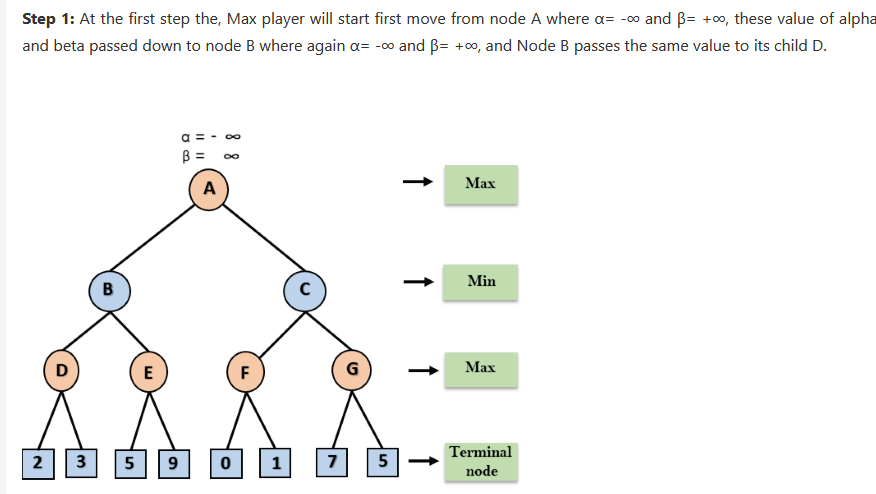 Step 1: At the first step the, Max player will start first move from node A where α= -∞ and β= +∞, these value of alpha
and beta passed down to node B where again α= -∞ and β= +∞, and Node B passes the same value to its child D.
α = - ∞
β = ∞
A
Max
B
C
Min
D
E
F
G
Max
2
3
5
9
0
1
7
5
Terminal
node